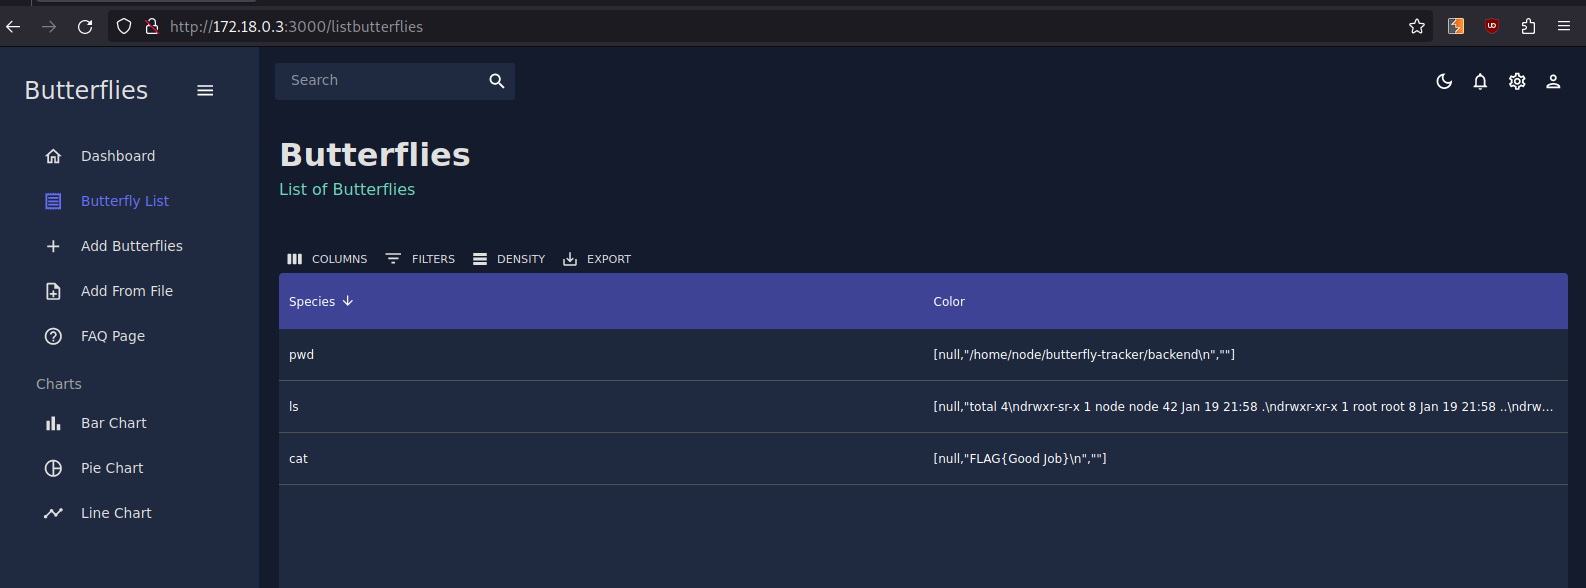 http://172.18.0.3:3000/listbutterflies
Butterflies
Search
Dashboard
Butterfly List
Add Butterflies
Add From File
FAQ Page
Charts
Bar Chart
Pie Chart
Line Chart
Butterflies
List of Butterflies
COLUMNS FILTERS DENSITY EXPORT
Species Color
pwd [null,"/home/node/butterfly-tracker/backend\n",""]
ls [null,"total 4\ndrwxr-sr-x 1 node node 42 Jan 19 21:58 .\ndrwxr-xr-x 1 root root 8 Jan 19 21:58 ..\ndrw...
cat [null,"FLAG{Good Job}\n",""]